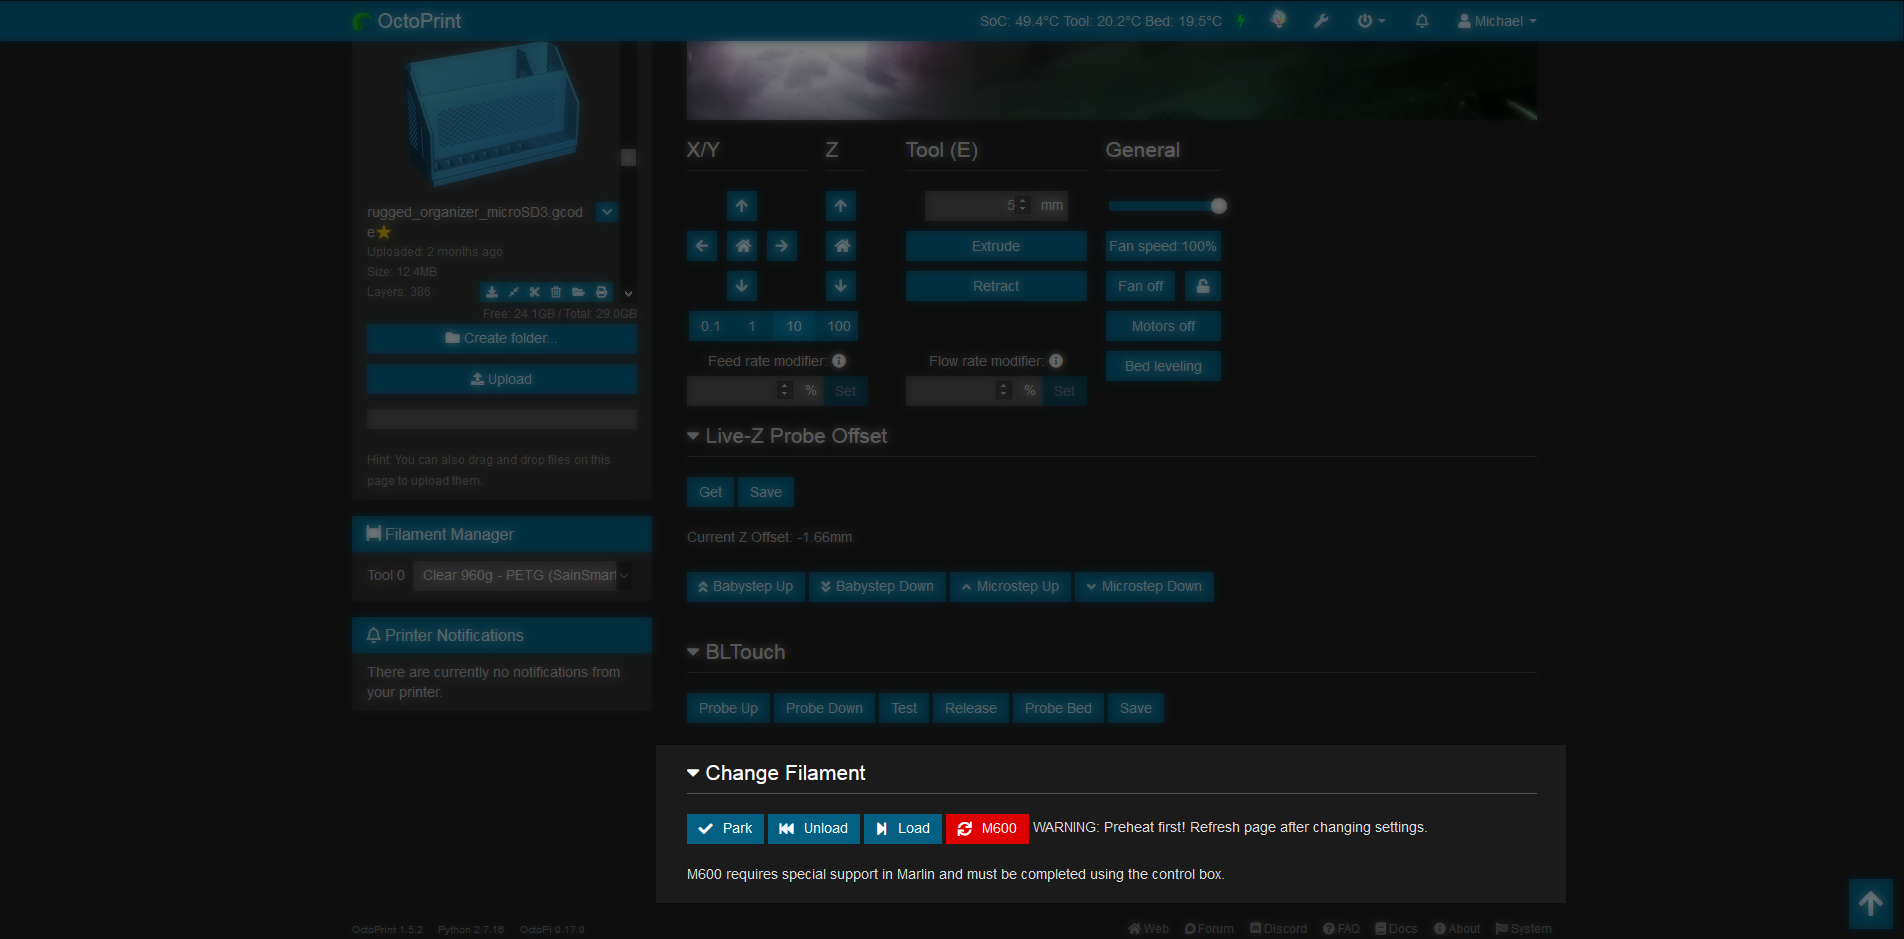 OctoPrint
SoC: 49.4°C Tool: 20.2°C Bed: 19.5°C
Michael
rugged_organizer_microSD3.gcod
e
Uploaded: 2 months ago
Size: 12.4MB
Layers: 386
Free: 24.1GB / Total: 29.0GB
Create folder...
Upload
Hint: You can also drag and drop files on this
page to upload them.
Filament Manager
Tool 0 Clear 960g - PETG (SainSmart
Printer Notifications
There are currently no notifications from
your printer.
X/Y Z Tool (E) General
5 mm
Extrude Fan speed:100%
Retract Fan off
0.1 1 10 100 Motors off
Feed rate modifier: Flow rate modifier: Bed leveling
% Set % Set
Live-Z Probe Offset
Get Save
Current Z Offset: -1.66mm
Babystep Up Babystep Down Microstep Up Microstep Down
BLTouch
Probe Up Probe Down Test Release Probe Bed Save
Change Filament
Park Unload Load M600 WARNING: Preheat first! Refresh page after changing settings.
M600 requires special support in Marlin and must be completed using the control box.
OctoPrint 1.5.2 Python 2.7.16 OctoPi 0.17.0
Web Forum Discord FAQ Docs About System